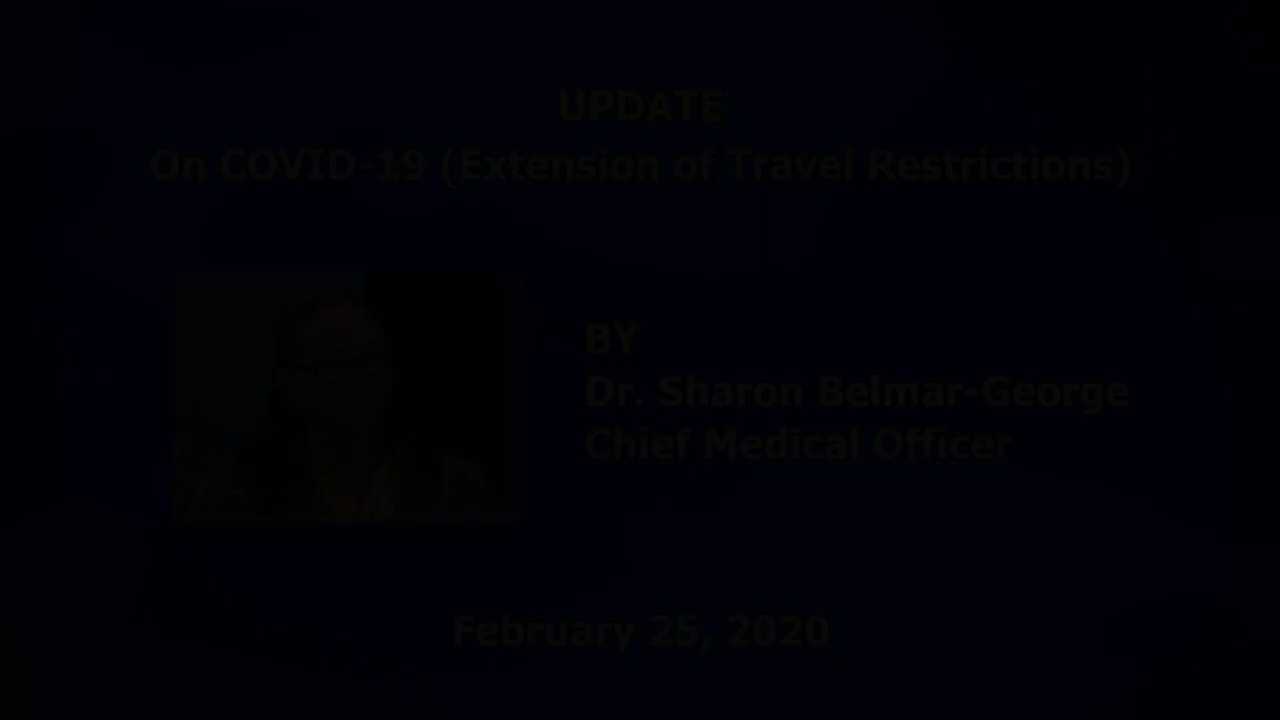 UPDATE
On COVID-19 (Extension of Travel Restrictions)
BY
Dr. Sharon Belmar-George
Chief Medical Officer
February 25, 2020